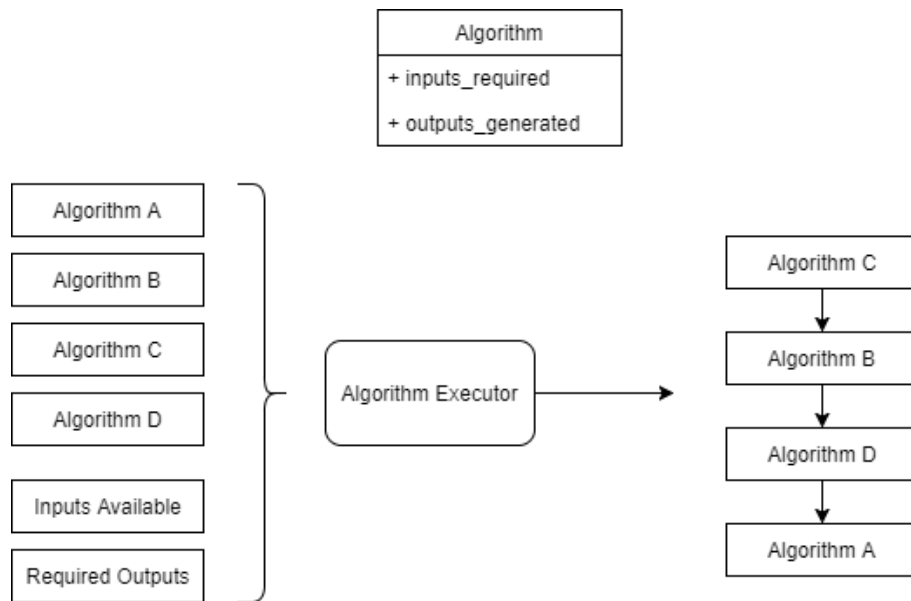 Algorithm
+ inputs_required
+ outputs_generated
Algorithm A
Algorithm B
Algorithm C
Algorithm D
Inputs Available
Required Outputs
Algorithm Executor
Algorithm C
Algorithm B
Algorithm D
Algorithm A